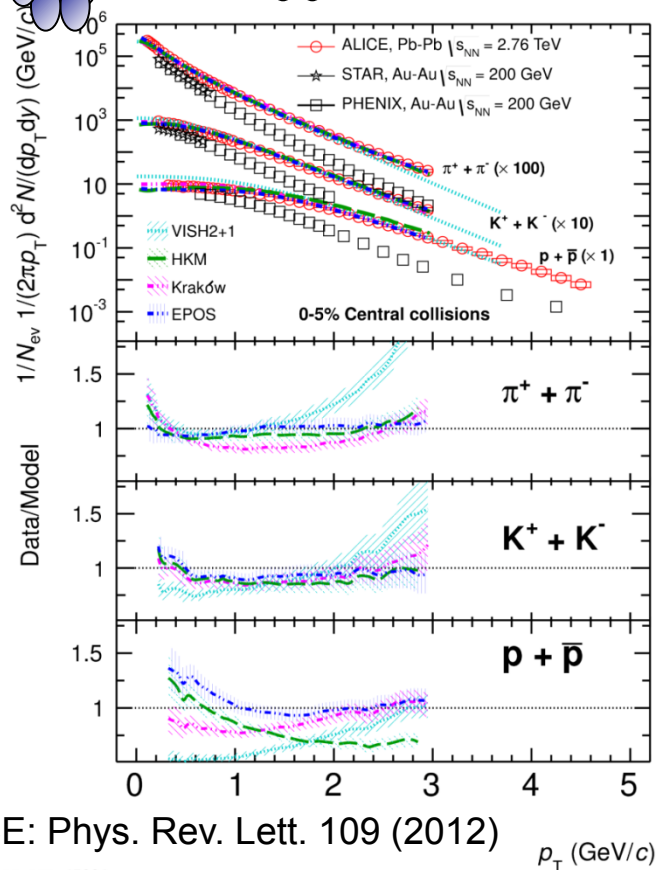 1/N_ev 1/(2πp_T) d²N/(dp_Tdy) (GeV/c)
10⁶
10⁵
10³
10
10⁻¹
10⁻³
ALICE, Pb-Pb √s_NN = 2.76 TeV
STAR, Au-Au √s_NN = 200 GeV
PHENIX, Au-Au √s_NN = 200 GeV
π⁺ + π⁻ (× 100)
K⁺ + K⁻ (× 10)
p + p̅ (× 1)
VISH2+1
HKM
Kraków
EPOS
0-5% Central collisions
Data/Model
1.5
1
π⁺ + π⁻
1.5
1
K⁺ + K⁻
1.5
1
p + p̅
0 1 2 3 4 5
E: Phys. Rev. Lett. 109 (2012)
p_T (GeV/c)